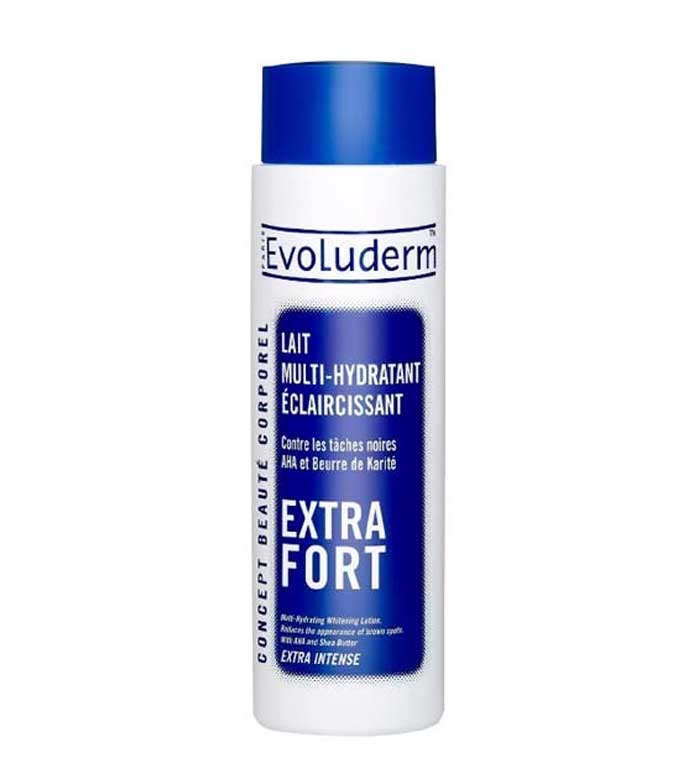 PARIS
EvoLuderm™
CONCEPT BEAUTÉ CORPOREL
LAIT
MULTI-HYDRATANT
ÉCLAIRCISSANT
Contre les tâches noires
AHA et Beurre de Karité
EXTRA
FORT
Multi-Hydrating Whitening Lotion.
Reduces the appearance of brown spots.
With AHA and Shea Butter
EXTRA INTENSE